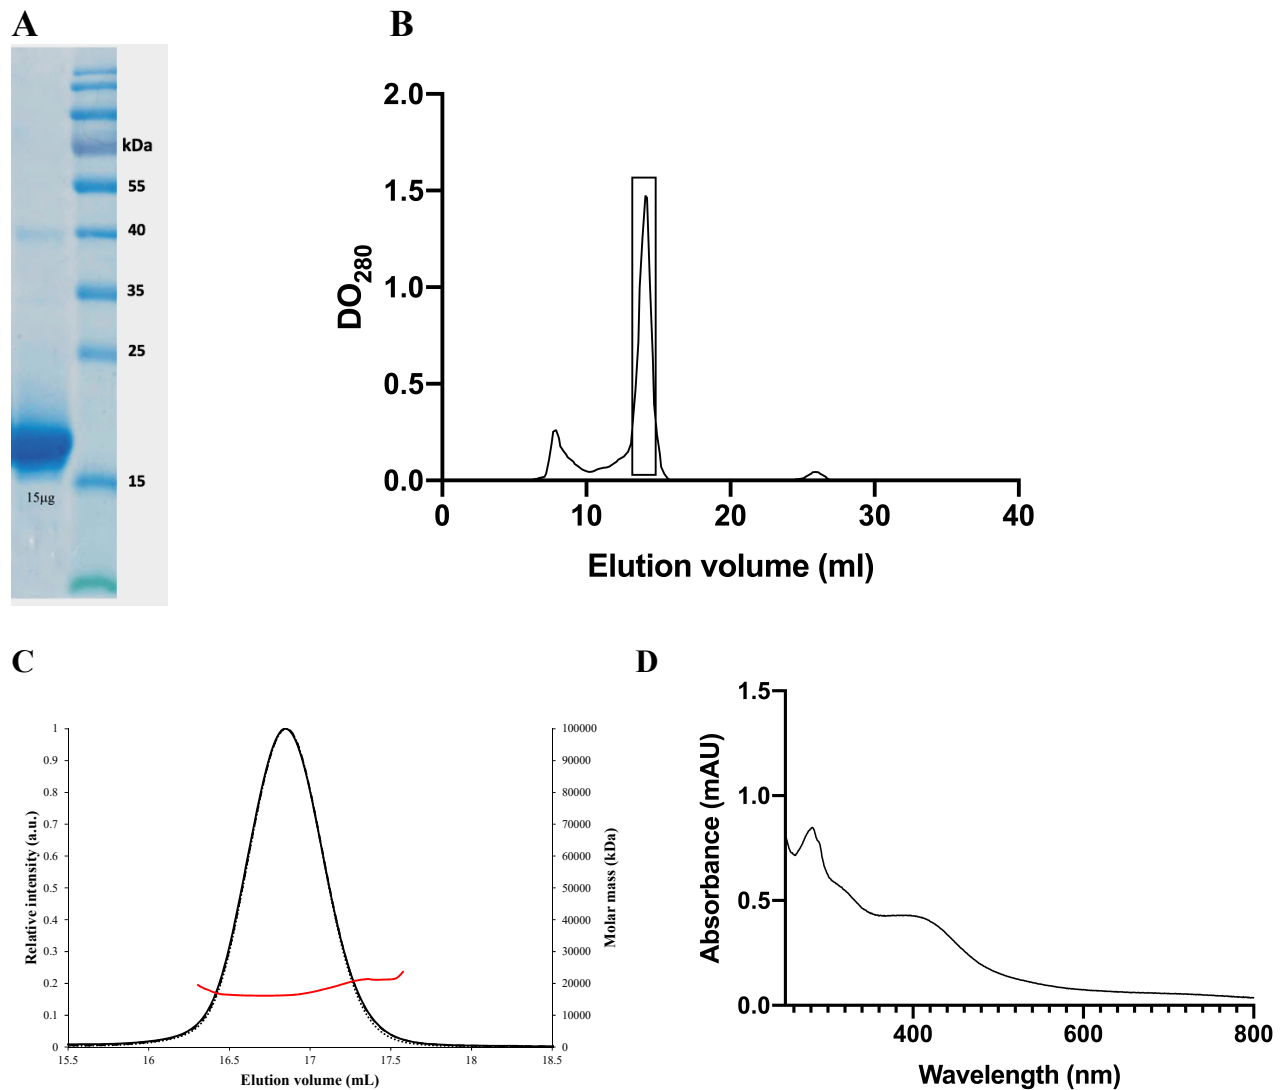 A
kDa
55
40
35
25
15
15µg
B
2.0
1.5
1.0
0.5
0.0
DO280
0 10 20 30 40
Elution volume (ml)
C
1
0.9
0.8
0.7
0.6
0.5
0.4
0.3
0.2
0.1
0
Relative intensity (a.u.)
100000
90000
80000
70000
60000
50000
40000
30000
20000
10000
0
Molar mass (kDa)
15.5 16 16.5 17 17.5 18 18.5
Elution volume (mL)
D
1.5
1.0
0.5
0.0
Absorbance (mAU)
400 600 800
Wavelength (nm)